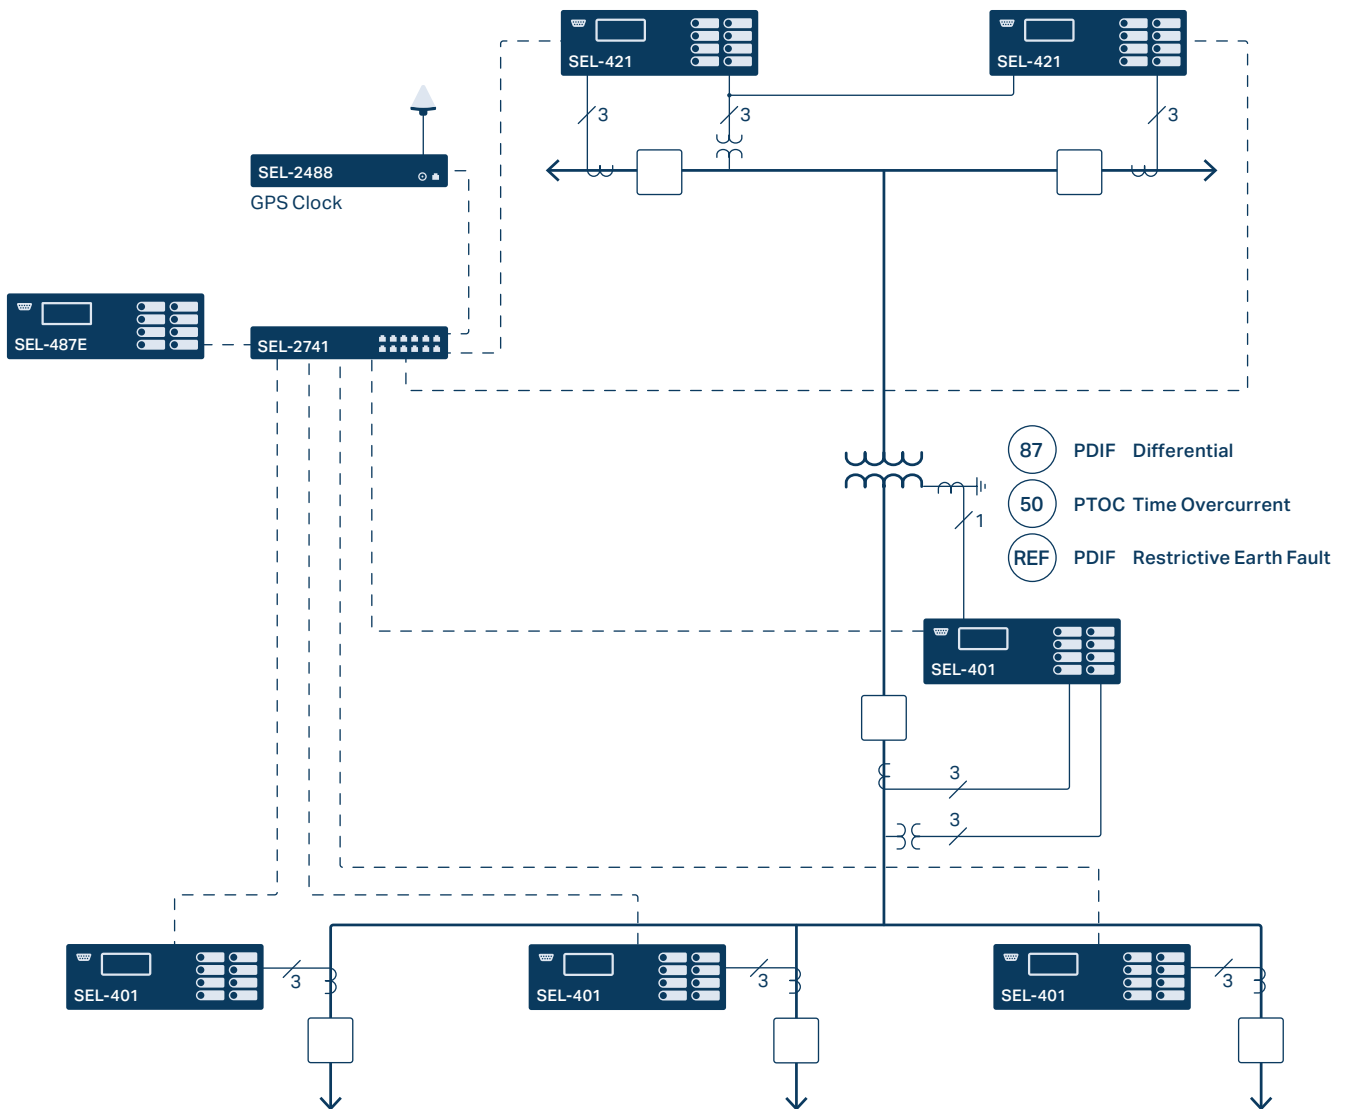 SEL-421
SEL-421
3
3
3
SEL-2488
GPS Clock
SEL-487E
SEL-2741
87 PDIF Differential
50 PTOC Time Overcurrent
1
REF PDIF Restrictive Earth Fault
SEL-401
3
3
SEL-401
3
SEL-401
3
SEL-401
3